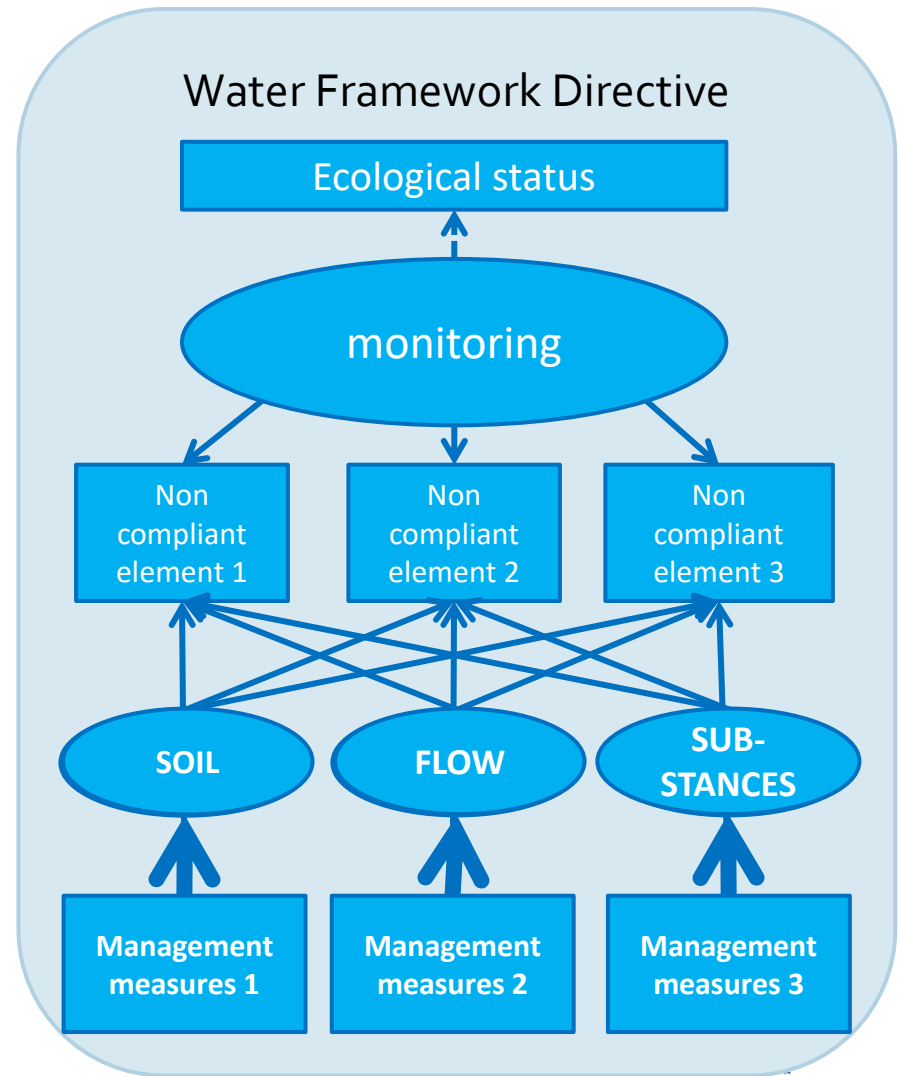 Water Framework Directive
Ecological status
monitoring
Non
compliant
element 1
Non
compliant
element 2
Non
compliant
element 3
SOIL
FLOW
SUB-
STANCES
Management
measures 1
Management
measures 2
Management
measures 3